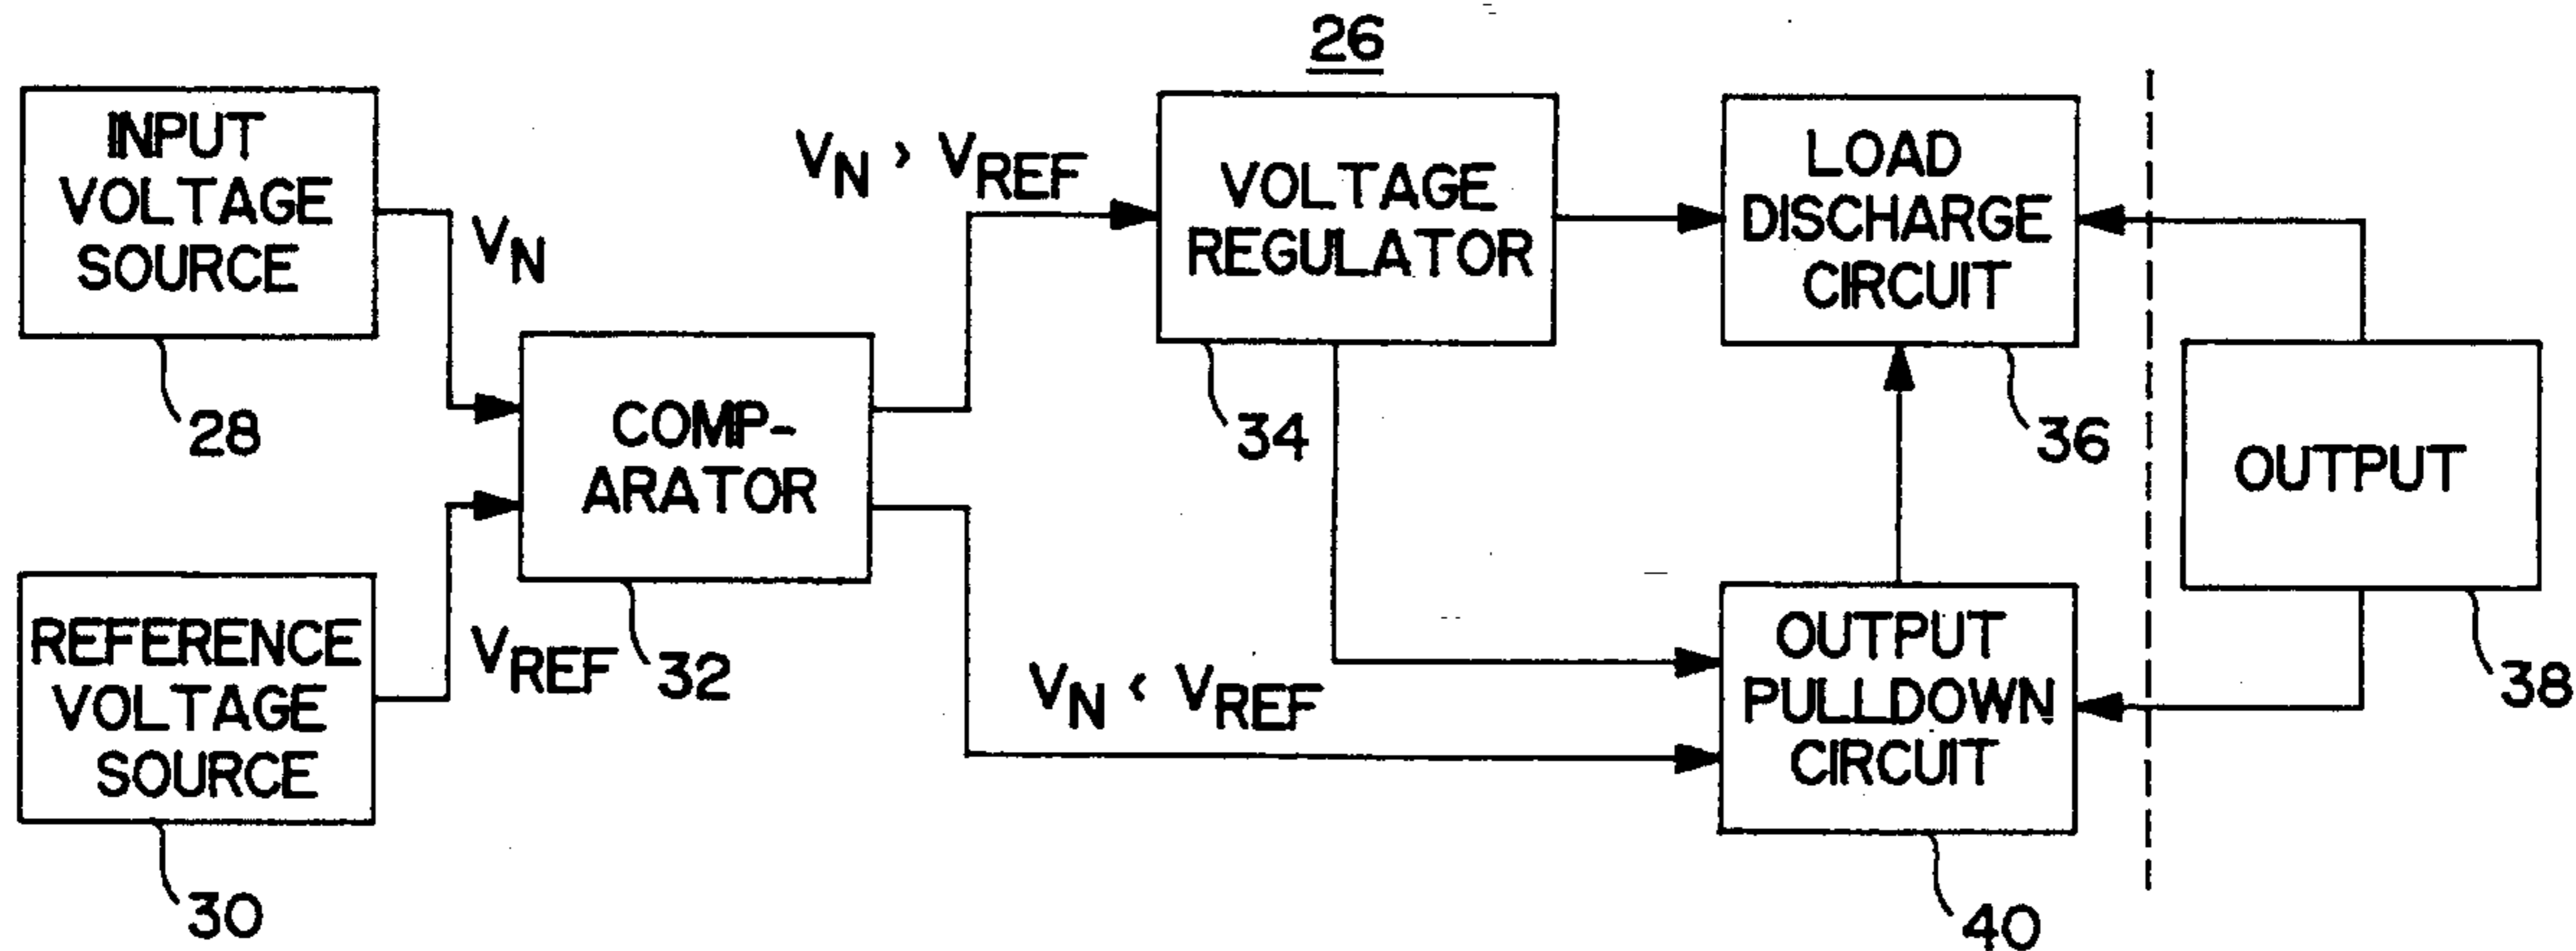 26
INPUT
VOLTAGE
SOURCE
28
VN
REFERENCE
VOLTAGE
SOURCE
30
VREF
COMP-
ARATOR
32
VN > VREF
VN < VREF
VOLTAGE
REGULATOR
34
LOAD
DISCHARGE
CIRCUIT
36
OUTPUT
PULLDOWN
CIRCUIT
40
OUTPUT
38